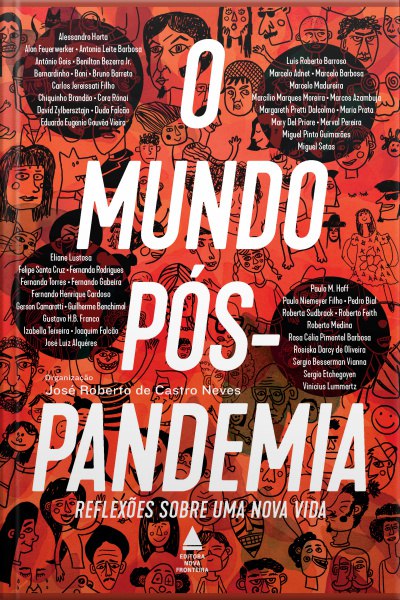 Alessandro Horta
Alon Feuerwerker • Antonia Leite Barbosa
Antônio Gois • Benilton Bezerra Jr.
Bernardinho • Boni • Bruno Barreto
Carlos Jereissati Filho
Chiquinho Brandão • Cora Rónai
David Zylbersztajn • Duda Falcão
Eduardo Eugenio Gouvêa Vieira
Luís Roberto Barroso
Marcelo Adnet • Marcelo Barbosa
Marcelo Madureira
Marcílio Marques Moreira • Marcos Azambuja
Margareth Pretti Dalcolmo • Mario Prata
Mary Del Priore • Merval Pereira
Miguel Pinto Guimarães
Miguel Setas
O
MUNDO
PÓS-
PANDEMIA
Eliane Lustosa
Felipe Santa Cruz • Fernanda Rodrigues
Fernanda Torres • Fernando Gabeira
Fernando Henrique Cardoso
Gerson Camarotti • Guilherme Benchimol
Gustavo H.B. Franco
Izabella Teixeira • Joaquim Falcão
José Luiz Alquéres
Paulo M. Hoff
Paulo Niemeyer Filho • Pedro Bial
Roberta Sudbrack • Roberto Feith
Roberto Medina
Rosa Célia Pimentel Barbosa
Rosiska Darcy de Oliveira
Sergio Besserman Vianna
Sergio Etchegoyen
Vinicius Lummertz
Organização
José Roberto de Castro Neves
REFLEXÕES SOBRE UMA NOVA VIDA
EDITORA
NOVA
FRONTEIRA